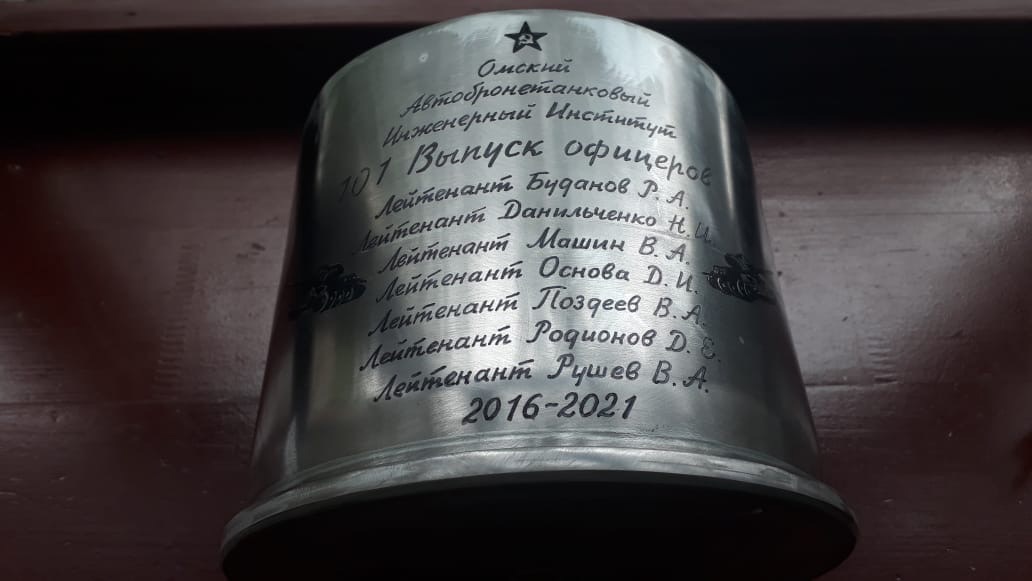 Омский
Автобронетанковый
Инженерный Институт
101 Выпуск офицеров
Лейтенант Буданов Р.А.
Лейтенант Данильченко Н.И.
Лейтенант Машин В.А.
Лейтенант Основа Д.И.
Лейтенант Поздеев В.А.
Лейтенант Родионов Д.Е.
Лейтенант Рушев В.А.
2016-2021